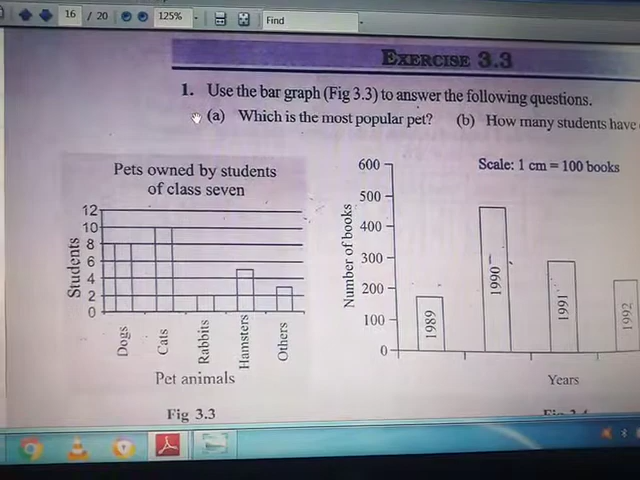 16 / 20 125% Find
EXERCISE 3.3
1. Use the bar graph (Fig 3.3) to answer the following questions.
(a) Which is the most popular pet? (b) How many students have
Pets owned by students
of class seven
12
10
8
6
4
2
0
Students
Dogs
Cats
Rabbits
Hamsters
Others
Pet animals
Fig 3.3
Scale: 1 cm = 100 books
600
500
400
300
200
100
0
Number of books
1989
1990
1991
1992
Years